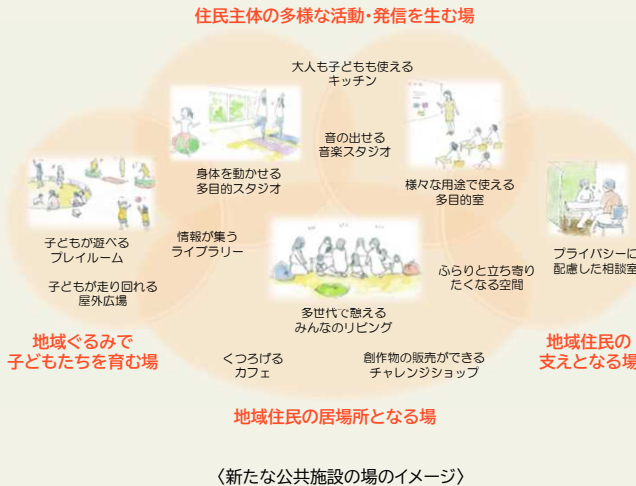 住民主体の多様な活動・発信を生む場
大人も子どもも使える
キッチン
音の出せる
音楽スタジオ
身体を動かせる
多目的スタジオ
様々な用途で使える
多目的室
子どもが遊べる
プレイルーム
情報が集う
ライブラリー
プライバシーに
配慮した相談室
ふらりと立ち寄り
たくなる空間
子どもが走り回れる
屋外広場
多世代で憩える
みんなのリビング
地域ぐるみで
子どもたちを育む場
地域住民の
支えとなる場
くつろげる
カフェ
創作物の販売ができる
チャレンジショップ
地域住民の居場所となる場
〈新たな公共施設の場のイメージ〉